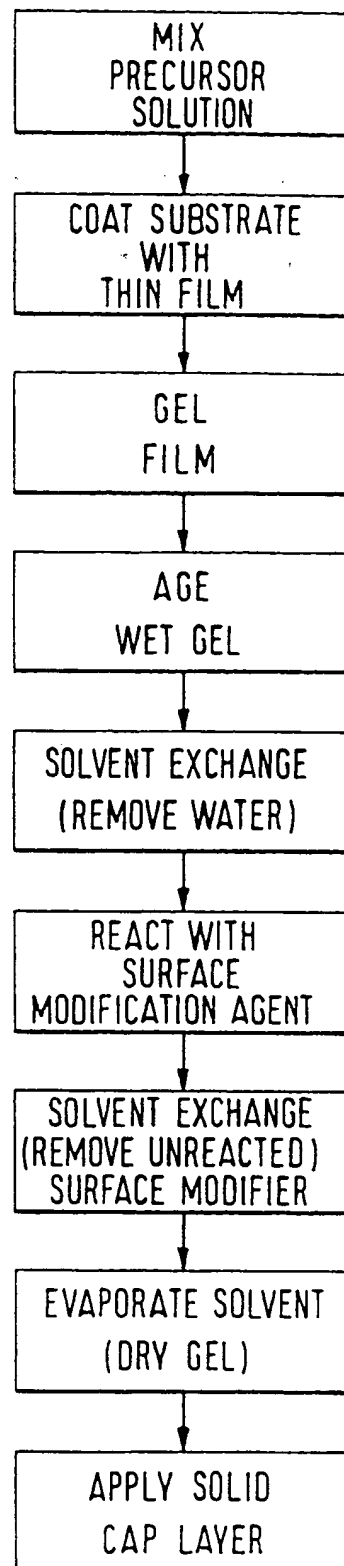 MIX
PRECURSOR
SOLUTION
COAT SUBSTRATE
WITH
THIN FILM
GEL
FILM
AGE
WET GEL
SOLVENT EXCHANGE
(REMOVE WATER)
REACT WITH
SURFACE
MODIFICATION AGENT
SOLVENT EXCHANGE
(REMOVE UNREACTED)
SURFACE MODIFIER
EVAPORATE SOLVENT
(DRY GEL)
APPLY SOLID
CAP LAYER